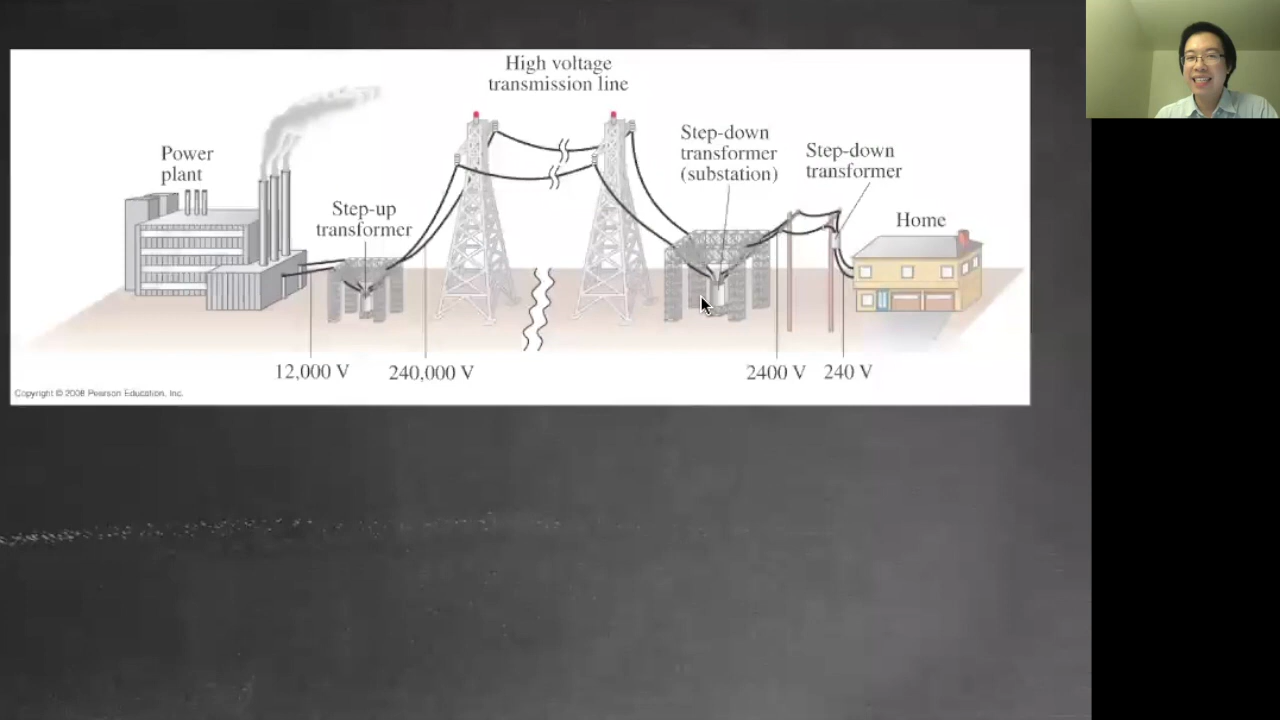 High voltage
transmission line
Power
plant
Step-up
transformer
Step-down
transformer
(substation)
Step-down
transformer
Home
12,000 V
240,000 V
2400 V
240 V
Copyright © 2008 Pearson Education, Inc.